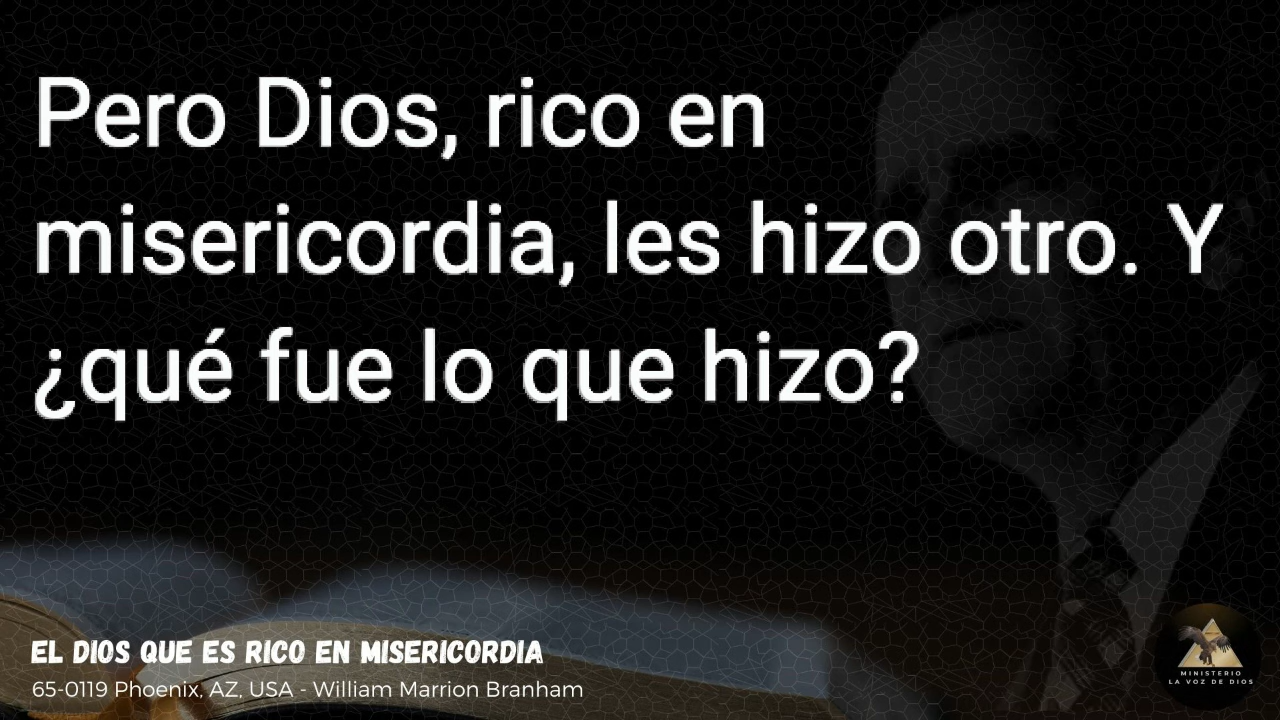 Pero Dios, rico en
misericordia, les hizo otro. Y
¿qué fue lo que hizo?
EL DIOS QUE ES RICO EN MISERICORDIA
65-0119 Phoenix, AZ, USA - William Marrion Branham
MINISTERIO
LA VOZ DE DIOS